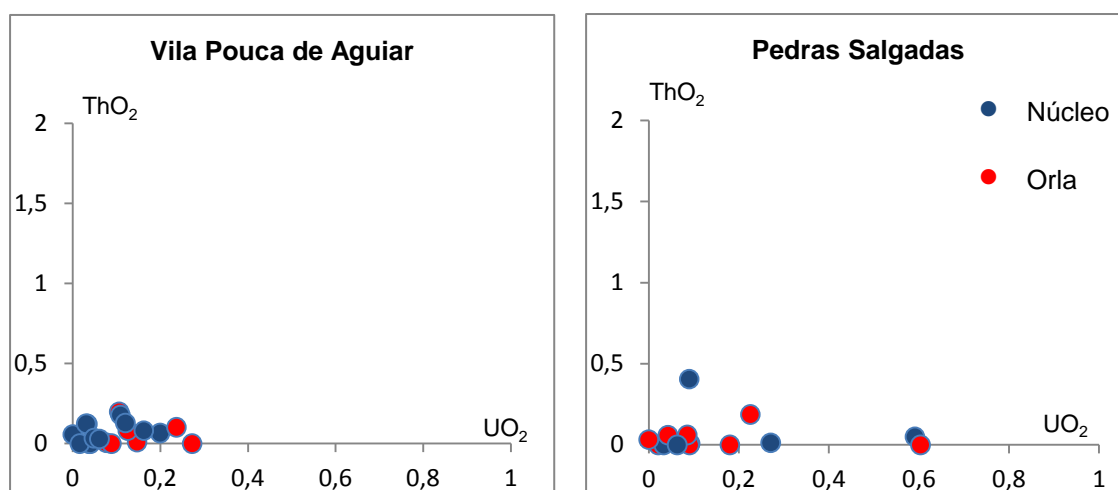 Vila Pouca de Aguiar
ThO₂
2
1,5
1
0,5
0
UO₂
0 0,2 0,4 0,6 0,8 1
Pedras Salgadas
ThO₂
Núcleo
Orla
2
1,5
1
0,5
0
UO₂
0 0,2 0,4 0,6 0,8 1